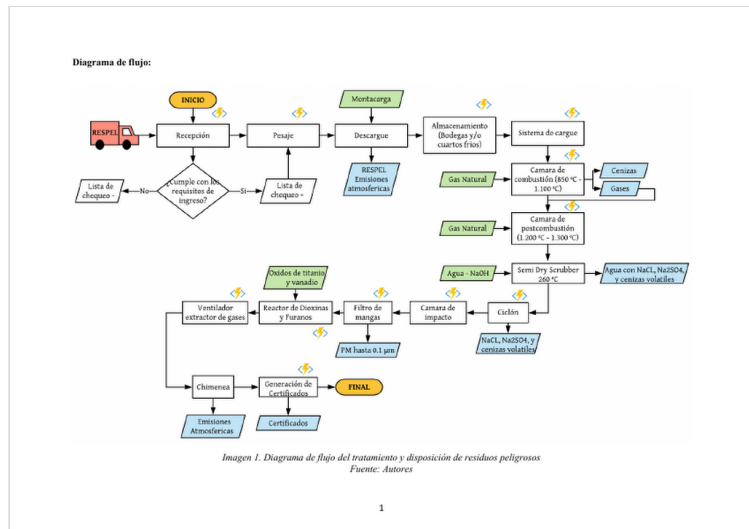 Diagrama de flujo:
INICIO
Montacarga
RESPEL
Recepción
Pesaje
Descargue
Almacenamiento
(Bodegas y/o
cuartos fríos)
Sistema de cargue
¿Cumple con los
requisitos de
ingreso?
No
Lista de
chequeo -
Si
Lista de
chequeo +
RESPEL
Emisiones
atmosfericas
Gas Natural
Camara de
combustión (850 °C -
1.100 °C)
Cenizas
Gases
Gas Natural
Camara de
postcombustión
(1.200 °C - 1.300 °C)
Agua - NaOH
Semi Dry Scrubber
260 °C
Agua con NaCL, Na2SO4,
y cenizas volatiles
Oxidos de titanio
y vanadio
Ventilador
extractor de gases
Reactor de Dioxinas
y Furanos
Filtro de
mangas
Camara de
impacto
Ciclón
PM hasta 0.1 µm
NaCL, Na2SO4, y
cenizas volatiles
Chimenea
Generación de
Certificados
FINAL
Emisiones
Atmosfericas
Certificados
Imagen 1. Diagrama de flujo del tratamiento y disposición de residuos peligrosos
Fuente: Autores
1